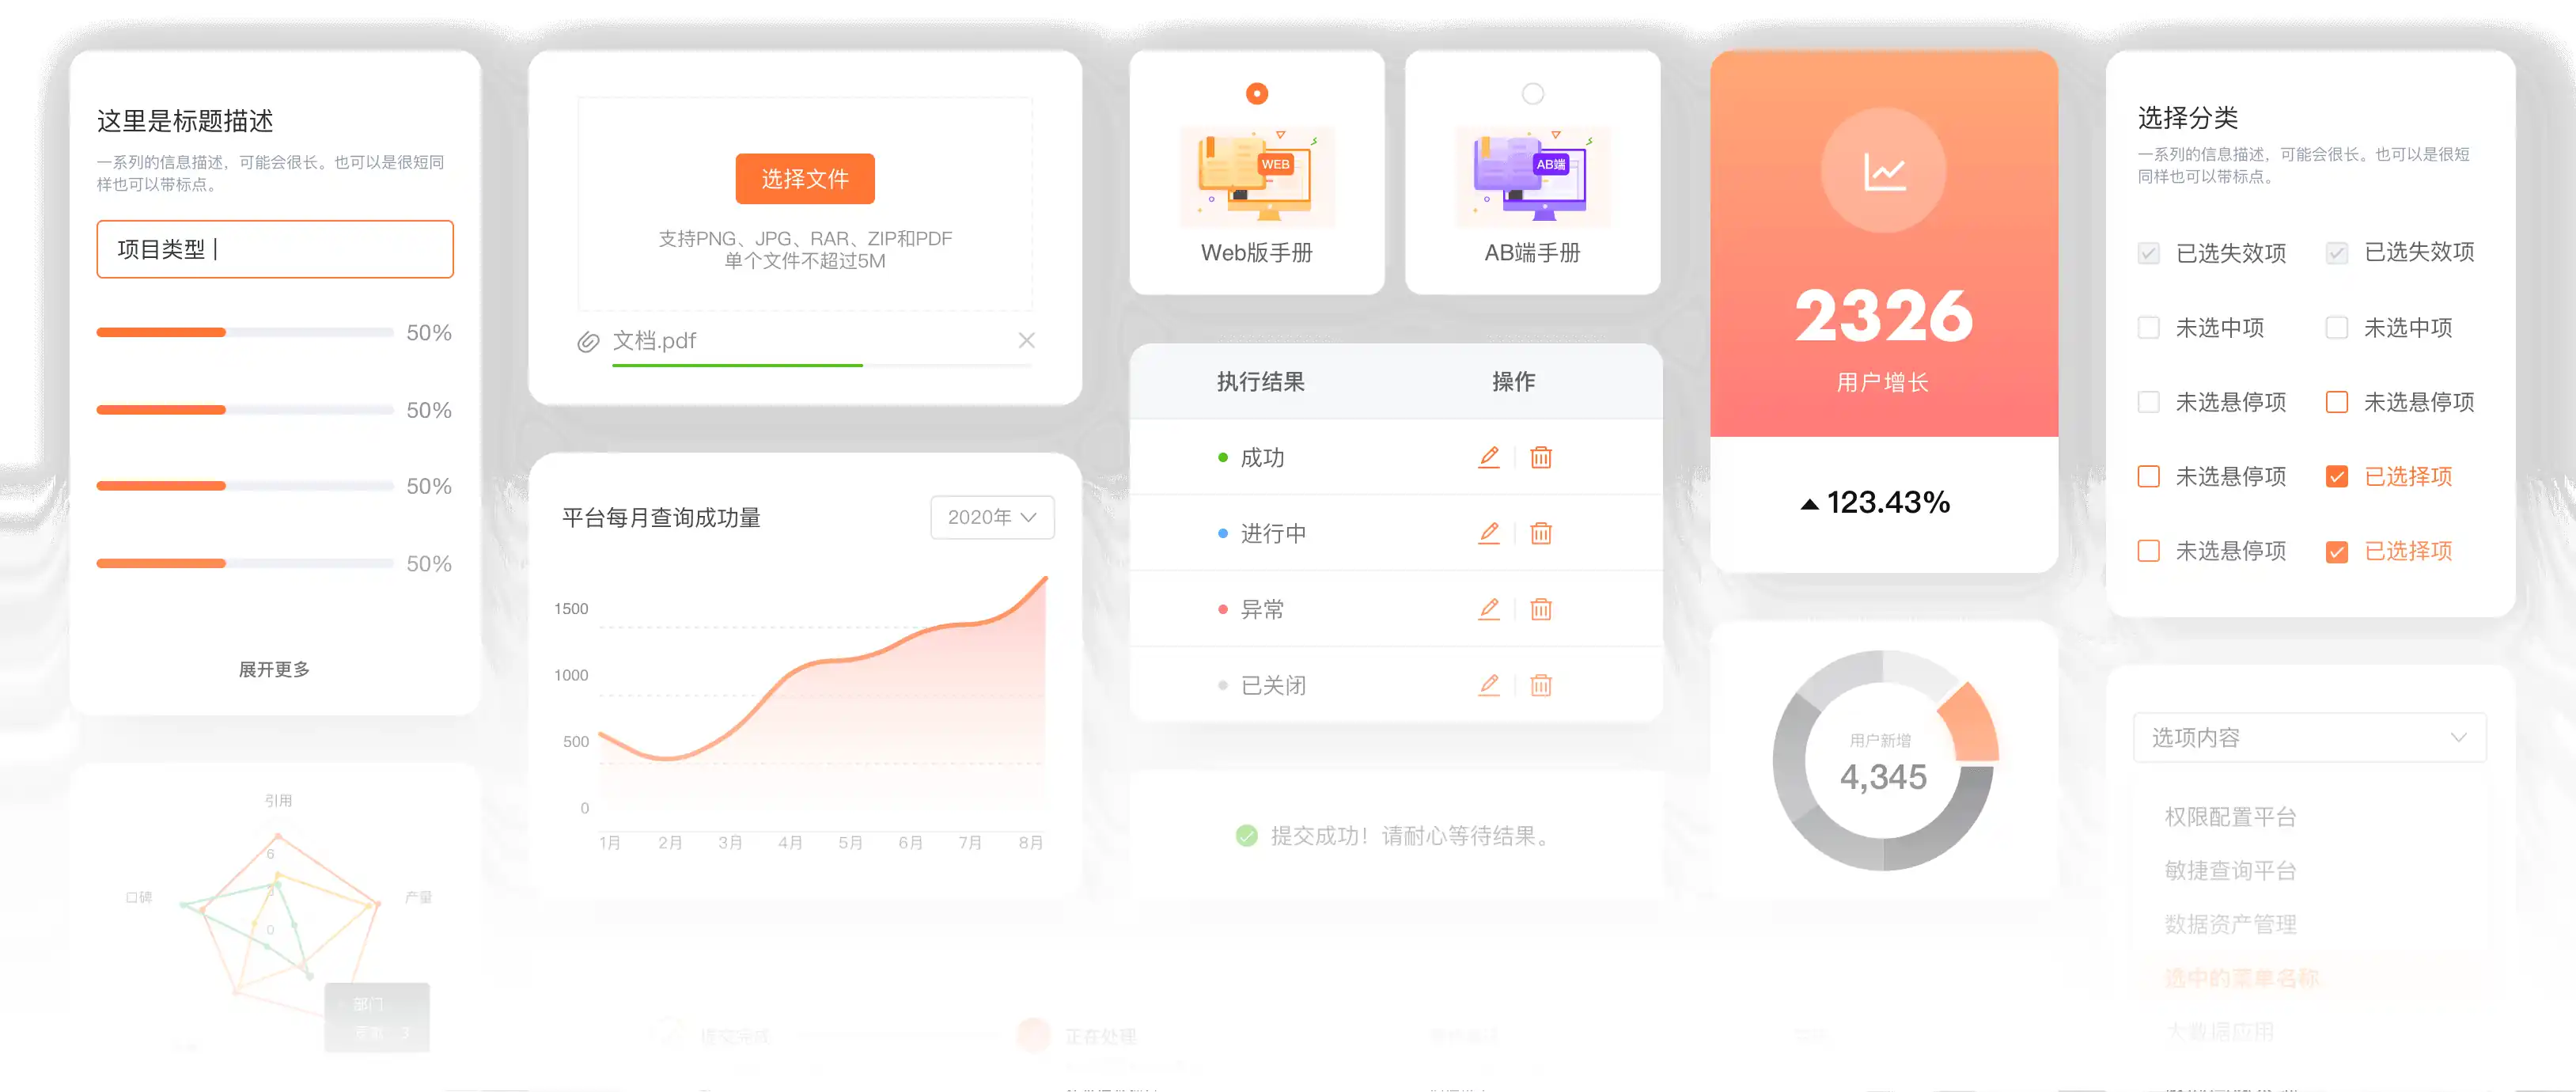 这里是标题描述
一系列的信息描述，可能会很长。也可以是很短同
样也可以带标点。
项目类型
50%
50%
50%
50%
展开更多
引用
6
3
0
口碑
产量
部门
3
选择文件
支持PNG、JPG、RAR、ZIP和PDF
单个文件不超过5M
文档.pdf
平台每月查询成功量
2020年
1500
1000
500
0
1月 2月 3月 4月 5月 6月 7月 8月
WEB
Web版手册
AB端
AB端手册
执行结果 操作
成功
进行中
异常
已关闭
提交成功！请耐心等待结果。
提交完成
正在处理
2326
用户增长
123.43%
用户新增
4,345
选择分类
一系列的信息描述，可能会很长。也可以是很短
同样也可以带标点。
已选失效项 已选失效项
未选中项 未选中项
未选悬停项 未选悬停项
未选悬停项 已选择项
未选悬停项 已选择项
选项内容
权限配置平台
敏捷查询平台
数据资产管理
选中的菜单名称
大数据应用